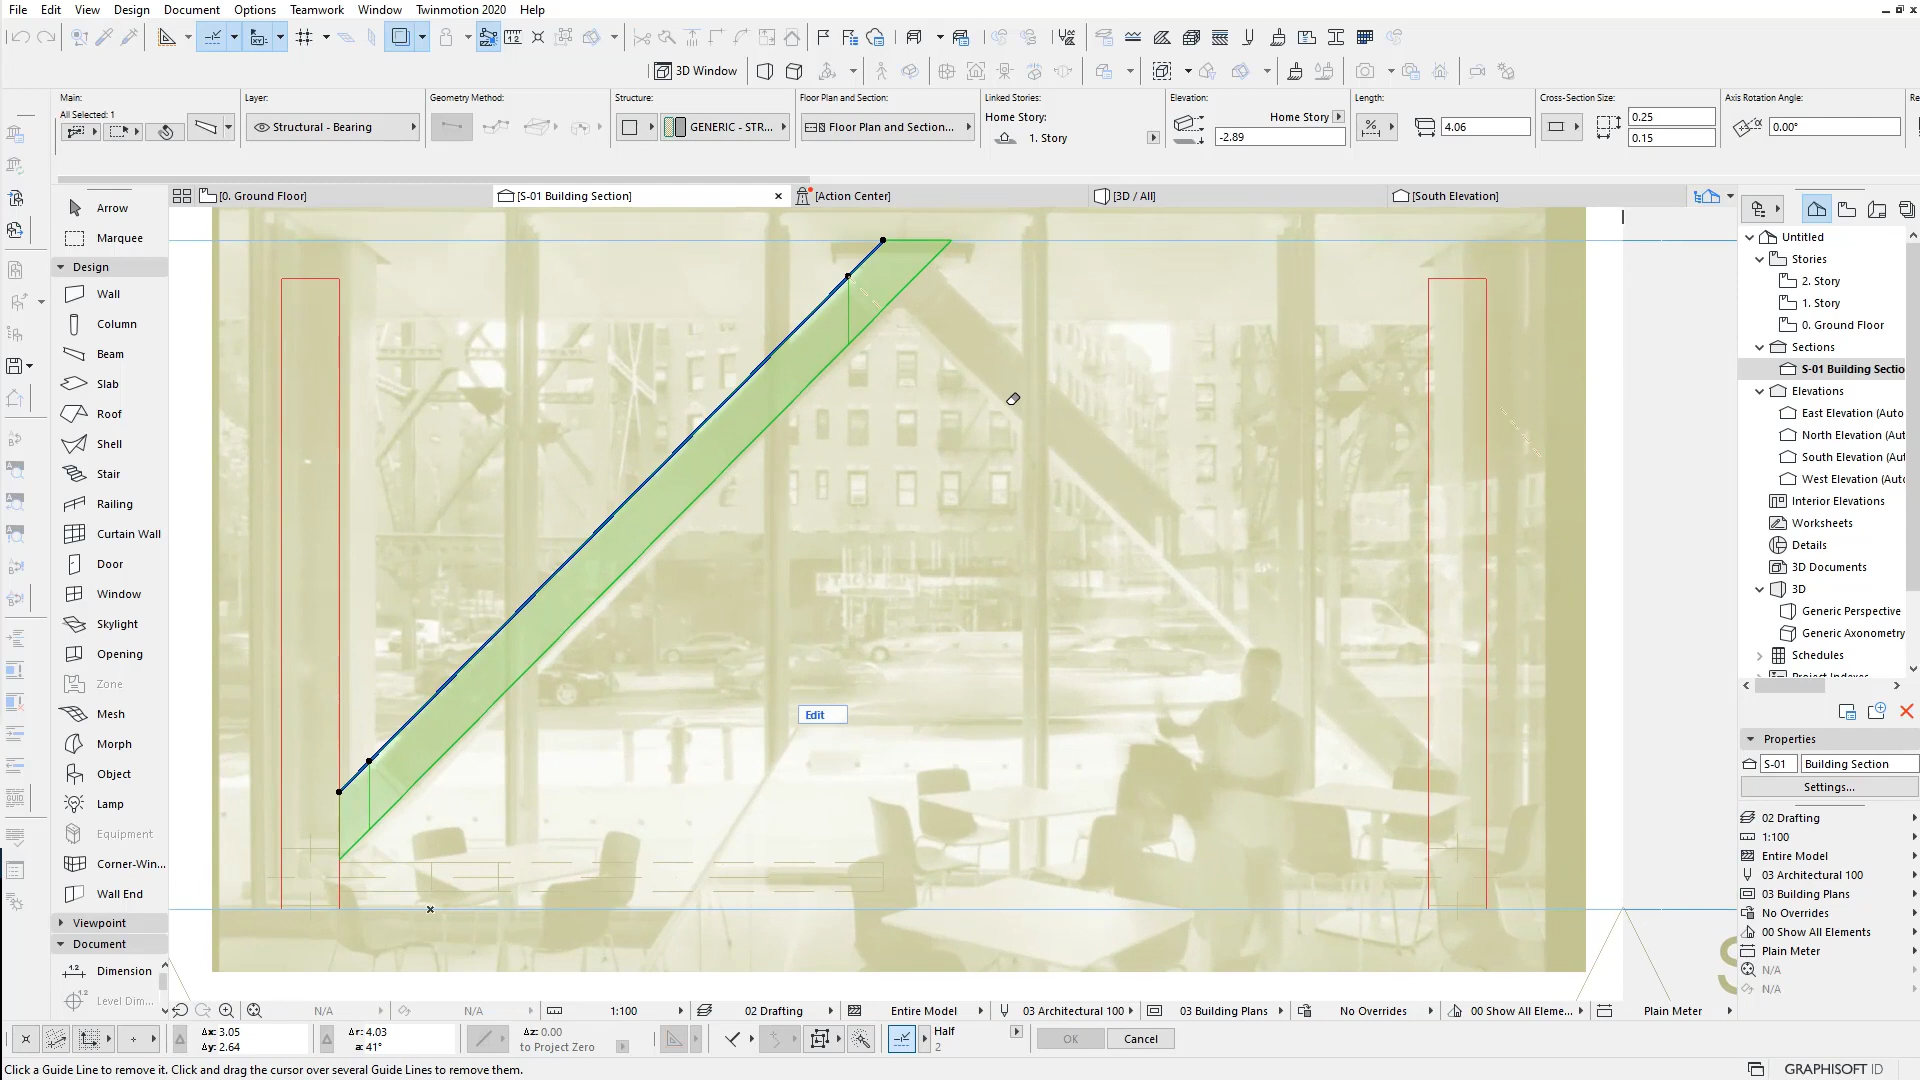 File Edit View Design Document Options Teamwork Window Twinmotion 2020 Help
3D Window
Main:
All Selected: 1
Layer:
Structural - Bearing
Geometry Method:
Structure:
GENERIC - STR...
Floor Plan and Section:
Floor Plan and Section...
Linked Stories:
Home Story:
1. Story
Elevation:
Home Story
-2.89
Length:
4.06
Cross-Section Size:
0.25
0.15
Axis Rotation Angle:
0.00°
Re
[0. Ground Floor]
[S-01 Building Section]
[Action Center]
[3D / All]
[South Elevation]
Arrow
Marquee
Design
Wall
Column
Beam
Slab
Roof
Shell
Stair
Railing
Curtain Wall
Door
Window
Skylight
Opening
Zone
Mesh
Morph
Object
Lamp
Equipment
Corner-Win...
Wall End
Viewpoint
Document
Dimension
Level Dim...
Edit
Untitled
Stories
2. Story
1. Story
0. Ground Floor
Sections
S-01 Building Sectio
Elevations
East Elevation (Auto
North Elevation (Aut
South Elevation (Aut
West Elevation (Auto
Interior Elevations
Worksheets
Details
3D Documents
3D
Generic Perspective
Generic Axonometry
Schedules
Project Indexes
Properties
S-01 Building Section
Settings...
02 Drafting
1:100
Entire Model
03 Architectural 100
03 Building Plans
No Overrides
00 Show All Elements
Plain Meter
N/A
N/A
N/A N/A 1:100 02 Drafting Entire Model 03 Architectural 100 03 Building Plans No Overrides 00 Show All Eleme... Plain Meter
Δx: 3.05
Δy: 2.64
Δr: 4.03
a: 41°
Δz: 0.00
to Project Zero
Half
2
OK
Cancel
Click a Guide Line to remove it. Click and drag the cursor over several Guide Lines to remove them.
GRAPHISOFT ID